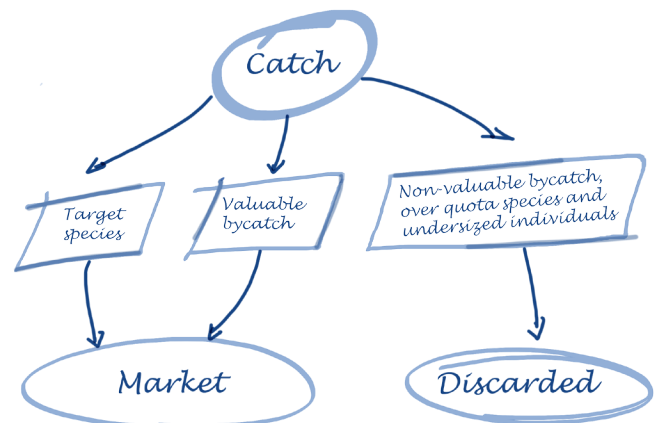 Catch
Target
species
Valuable
bycatch
Non-valuable bycatch,
over quota species and
undersized individuals
Market
Discarded